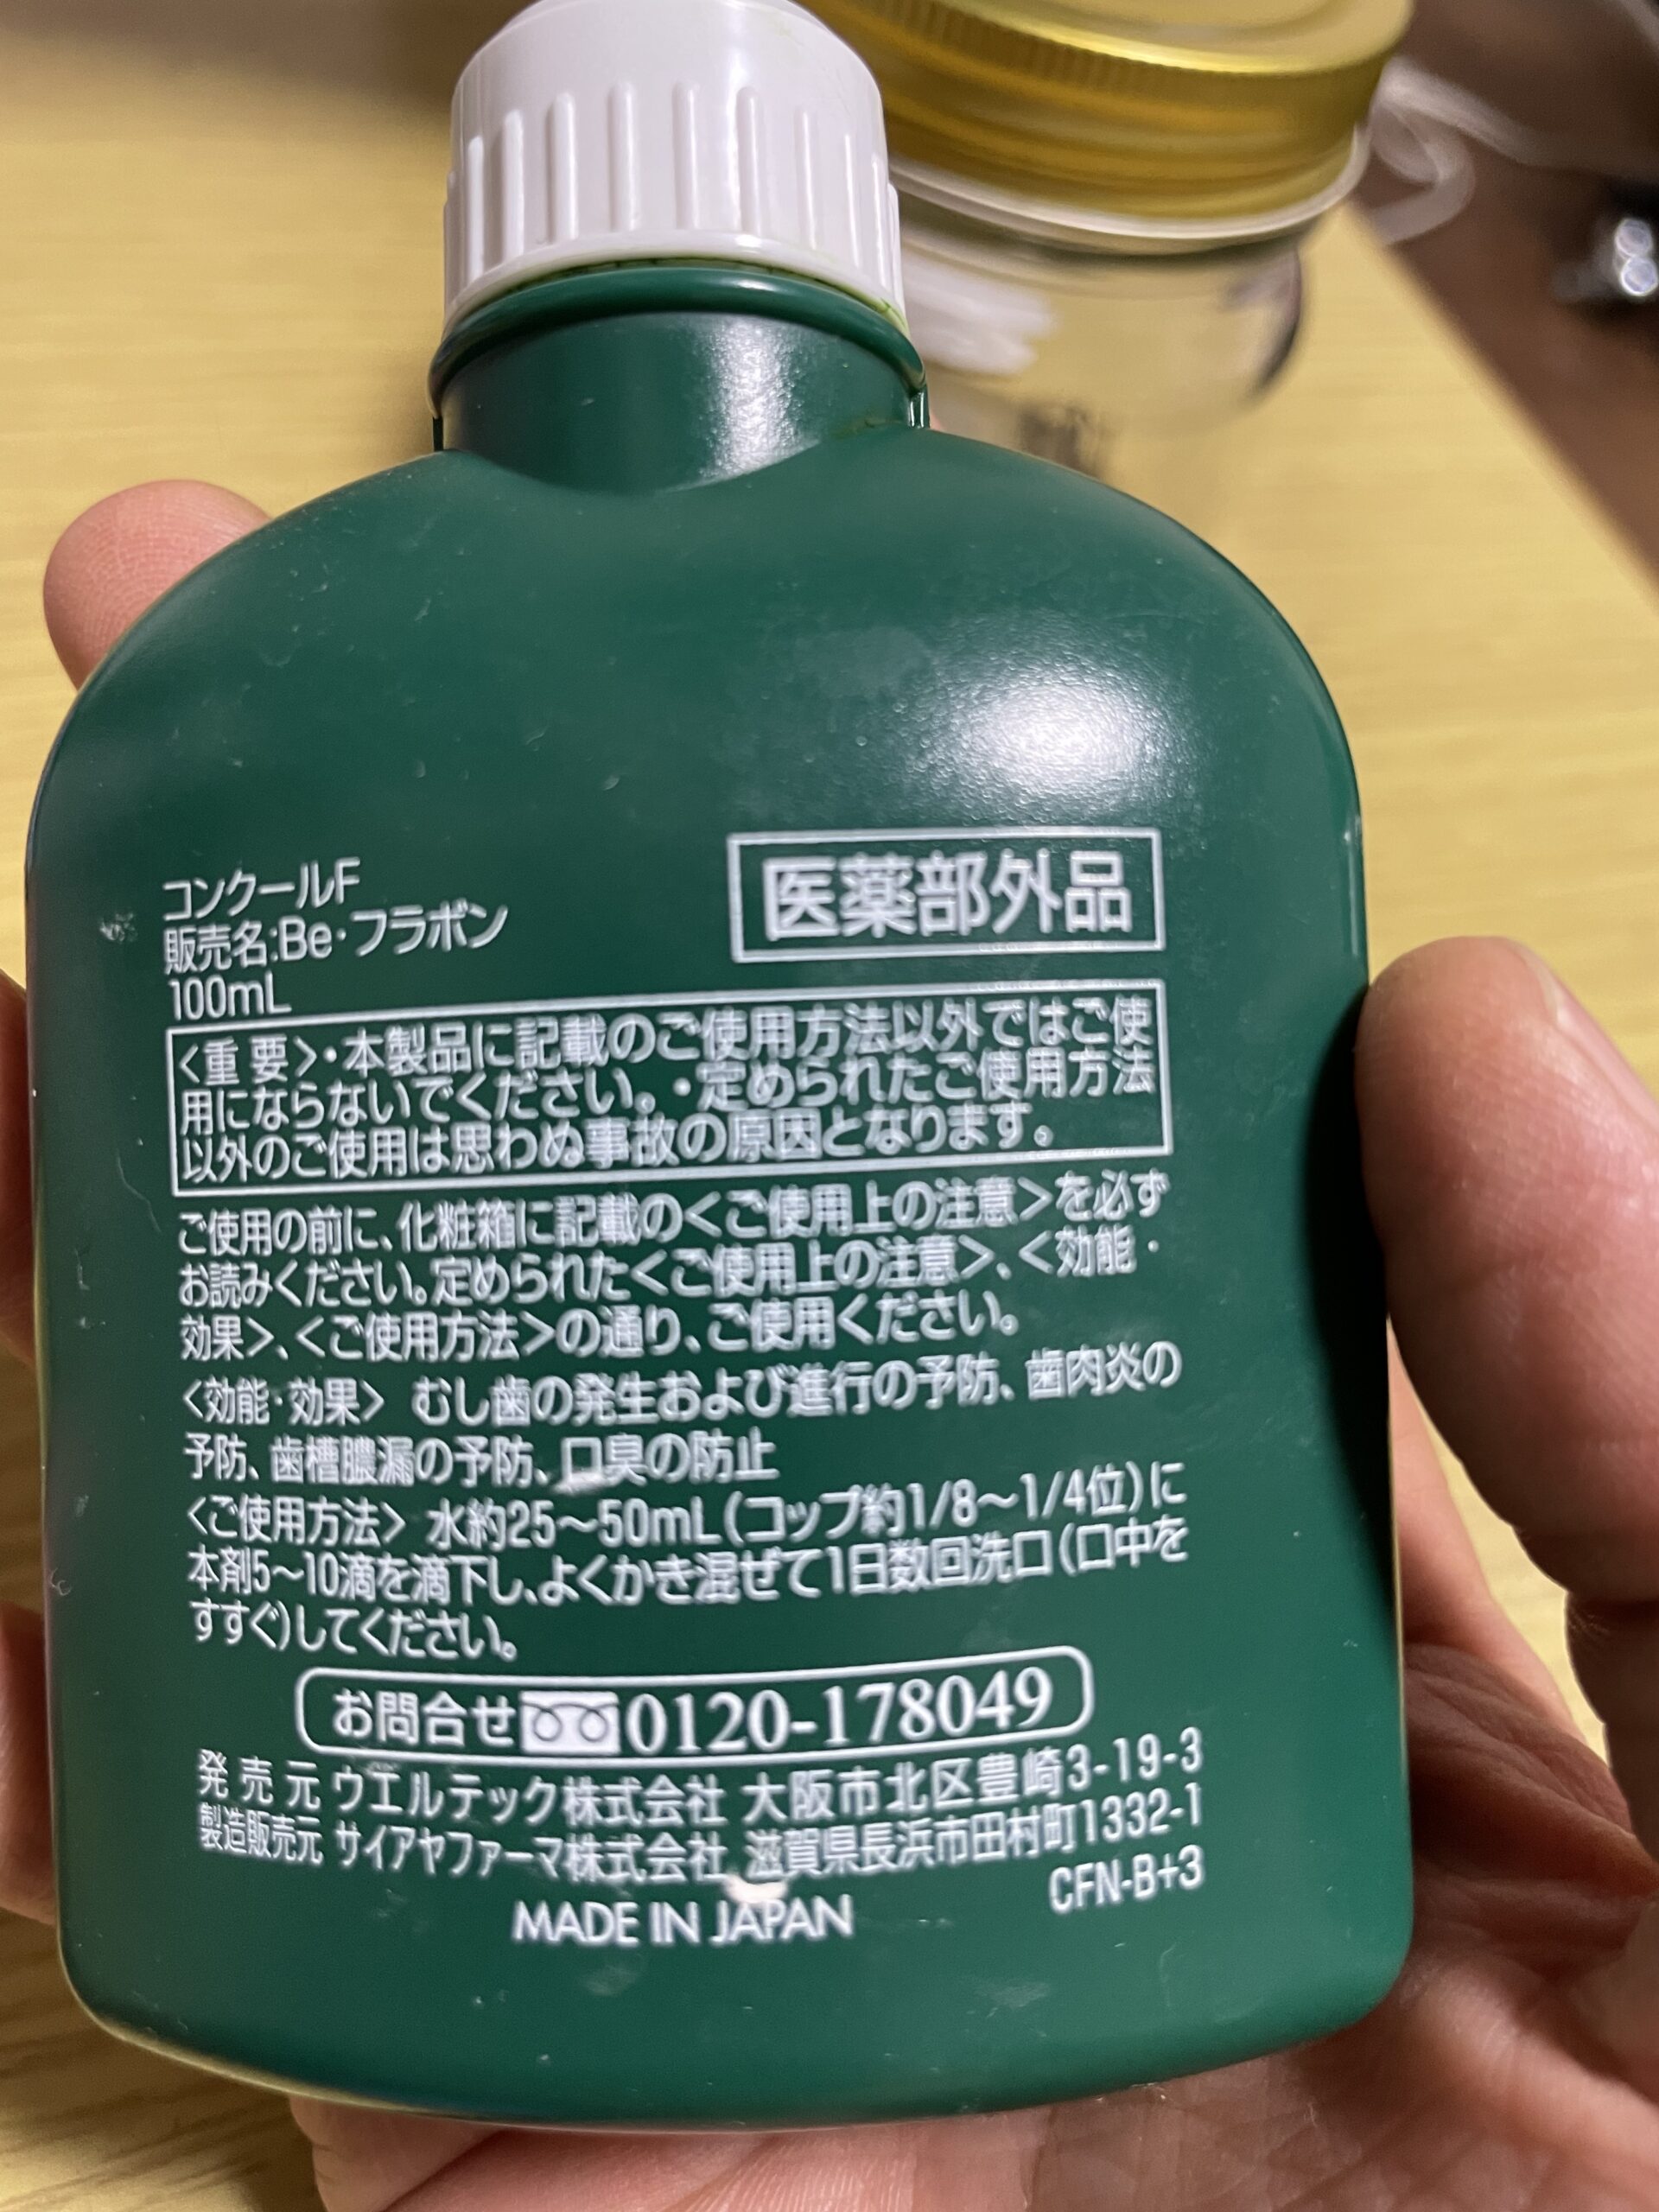 コンクールF
販売名:Be・フラボン
100mL
医薬部外品
<重 要>・本製品に記載のご使用方法以外ではご使
用にならないでください。・定められたご使用方法
以外のご使用は思わぬ事故の原因となります。
ご使用の前に、化粧箱に記載の<ご使用上の注意>を必ず
お読みください。定められた<ご使用上の注意>、<効能・
効果>、<ご使用方法>の通り、ご使用ください。
<効能・効果> むし歯の発生および進行の予防、歯肉炎の
予防、歯槽膿漏の予防、口臭の防止
<ご使用方法> 水約25～50mL(コップ約1/8～1/4位)に
本剤5～10滴を滴下し、よくかき混ぜて1日数回洗口(口中を
すすぐ)してください。
お問合せ 0120-178049
発 売 元 ウエルテック株式会社 大阪市北区豊崎3-19-3
製造販売元 サイアヤファーマ株式会社 滋賀県長浜市田村町1332-1
CFN-B+3
MADE IN JAPAN